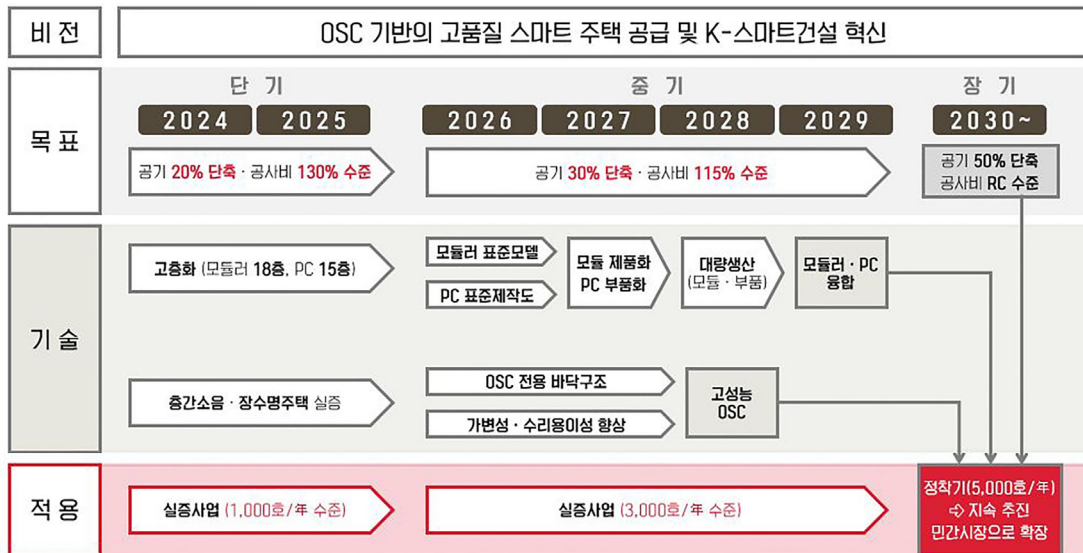 비 전
OSC 기반의 고품질 스마트 주택 공급 및 K-스마트건설 혁신
목 표
단 기
중 기
장 기
2024
2025
2026
2027
2028
2029
2030~
공기 20% 단축 · 공사비 130% 수준
공기 30% 단축 · 공사비 115% 수준
공기 50% 단축
공사비 RC 수준
기 술
고층화 (모듈러 18층, PC 15층)
모듈러 표준모델
PC 표준제작도
모듈 제품화
PC 부품화
대량생산
(모듈 · 부품)
모듈러 · PC
융합
층간소음 · 장수명주택 실증
OSC 전용 바닥구조
가변성 · 수리용이성 향상
고성능
OSC
적 용
실증사업 (1,000호/年 수준)
실증사업 (3,000호/年 수준)
정착기(5,000호/年)
➪ 지속 추진
민간시장으로 확장